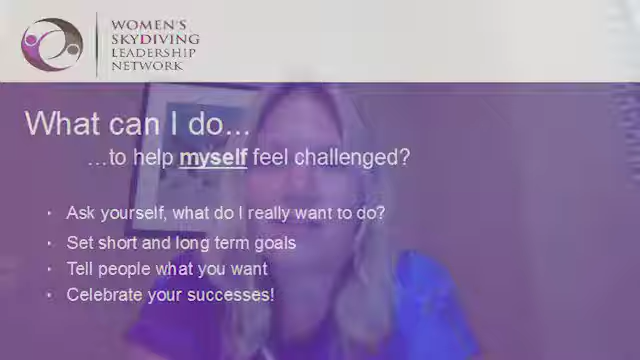 WOMEN'S
SKYDIVING
LEADERSHIP
NETWORK
What can I do...
...to help myself feel challenged?
• Ask yourself, what do I really want to do?
• Set short and long term goals
• Tell people what you want
• Celebrate your successes!